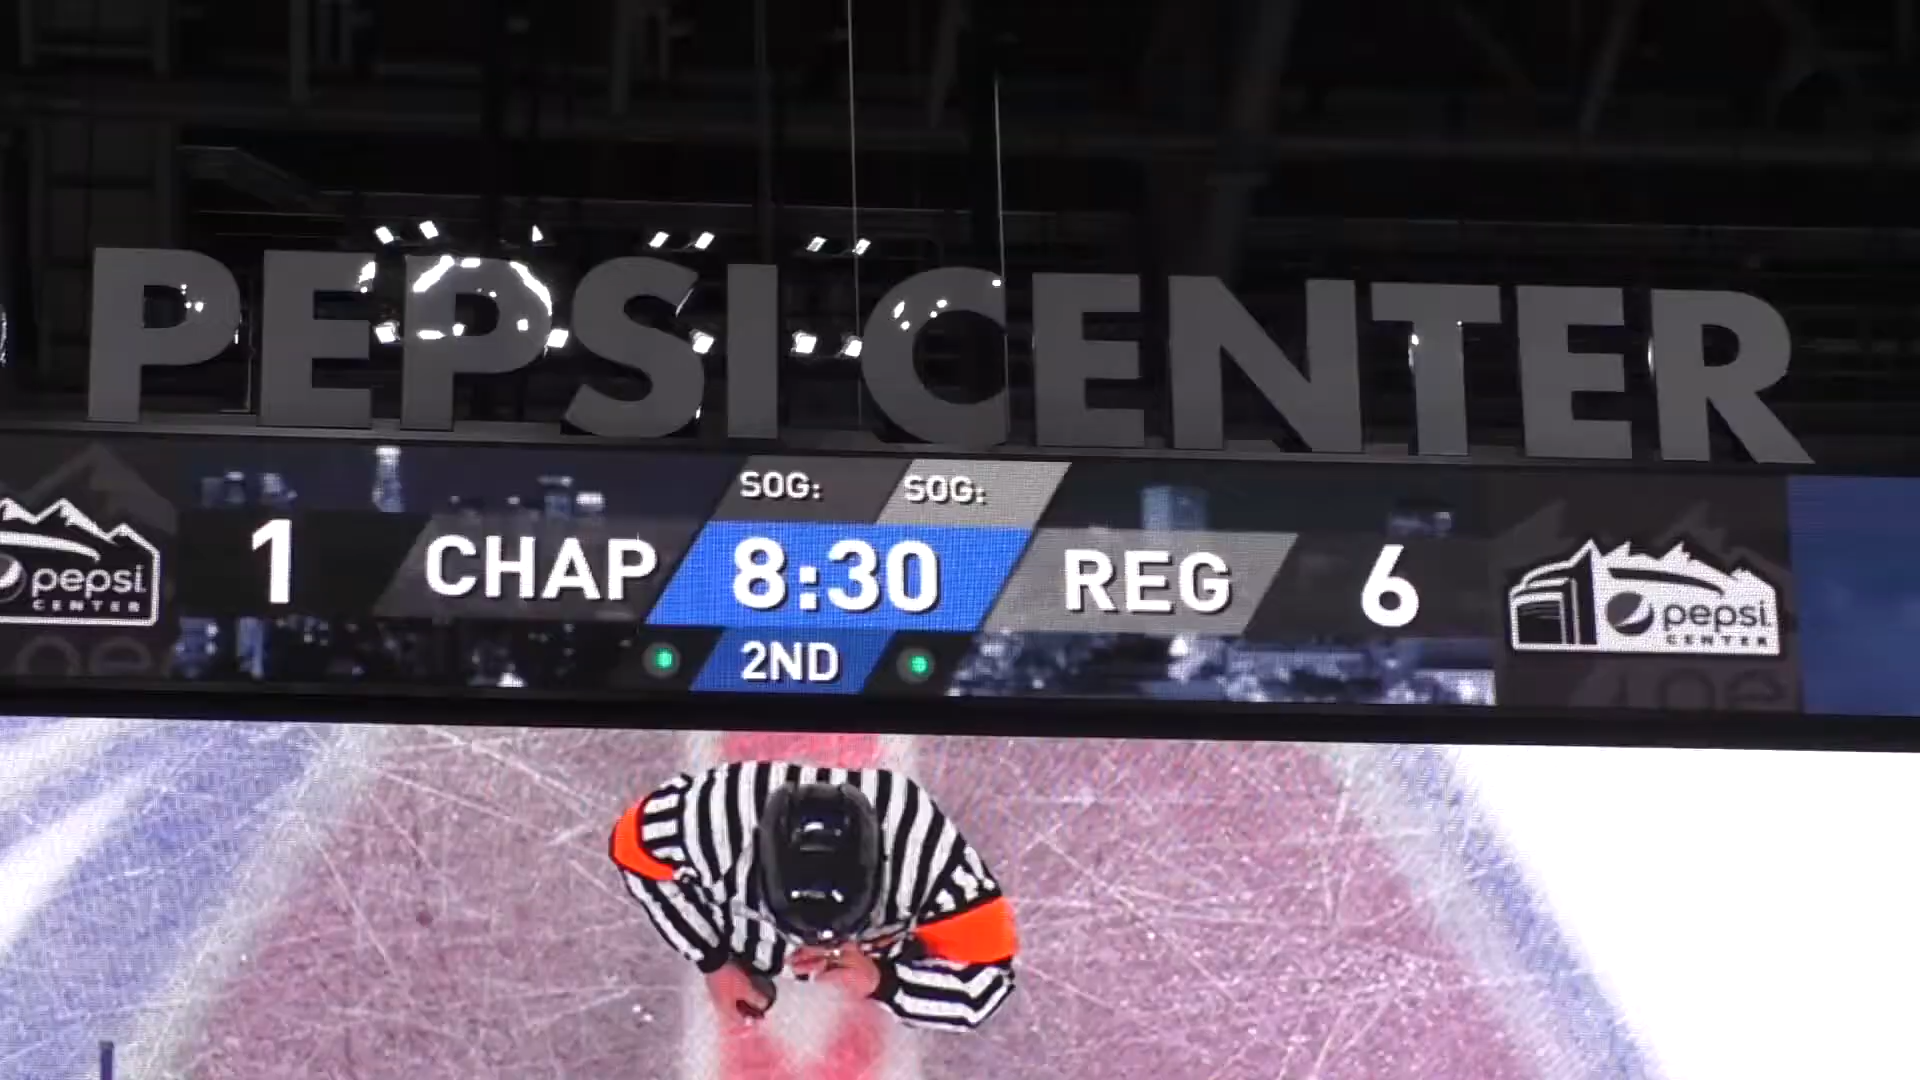 PEPSI CENTER
SOG: SOG:
1 CHAP 8:30 REG 6
2ND
pepsi
CENTER
pepsi
CENTER